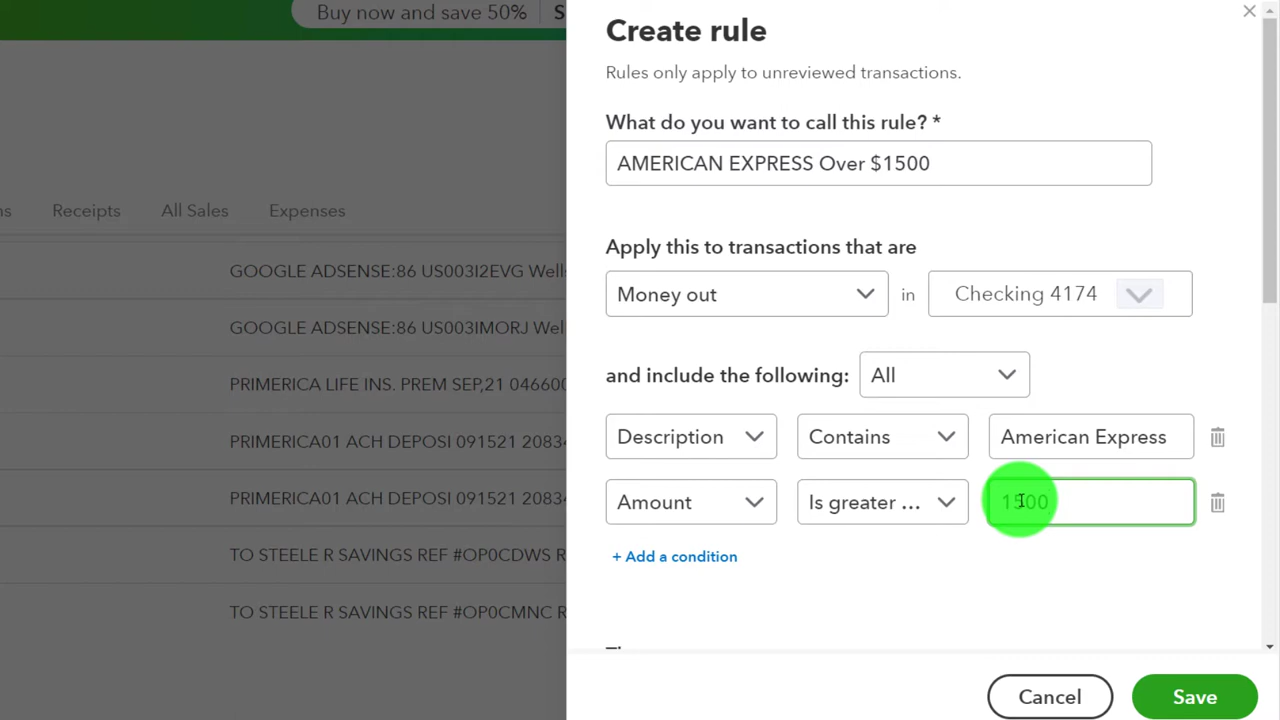 Buy now and save 50%
Create rule
Rules only apply to unreviewed transactions.
What do you want to call this rule? *
AMERICAN EXPRESS Over $1500
Receipts All Sales Expenses
Apply this to transactions that are
Money out in Checking 4174
and include the following: All
Description Contains American Express
Amount Is greater ... 1500
+ Add a condition
GOOGLE ADSENSE:86 US003I2EVG Wells
GOOGLE ADSENSE:86 US003IMORJ Wel
PRIMERICA LIFE INS. PREM SEP,21 046600
PRIMERICA01 ACH DEPOSI 091521 20834
PRIMERICA01 ACH DEPOSI 091521 20834
TO STEELE R SAVINGS REF #OP0CDWS R
TO STEELE R SAVINGS REF #OP0CMNC R
Cancel Save